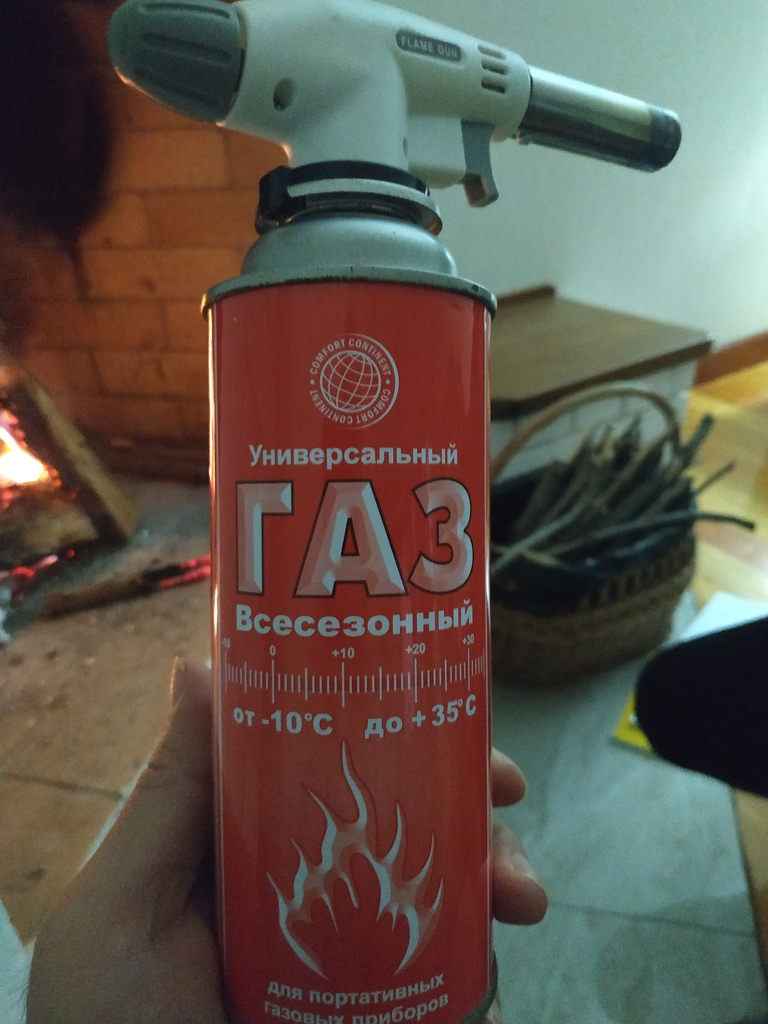 FLAME GUN
COMFORT CONTINENT • COMFORT CONTINENT •
Универсальный
ГАЗ
Всесезонный
-10 0 +10 +20 +30
от -10°C до + 35°C
для портативных
газовых приборов